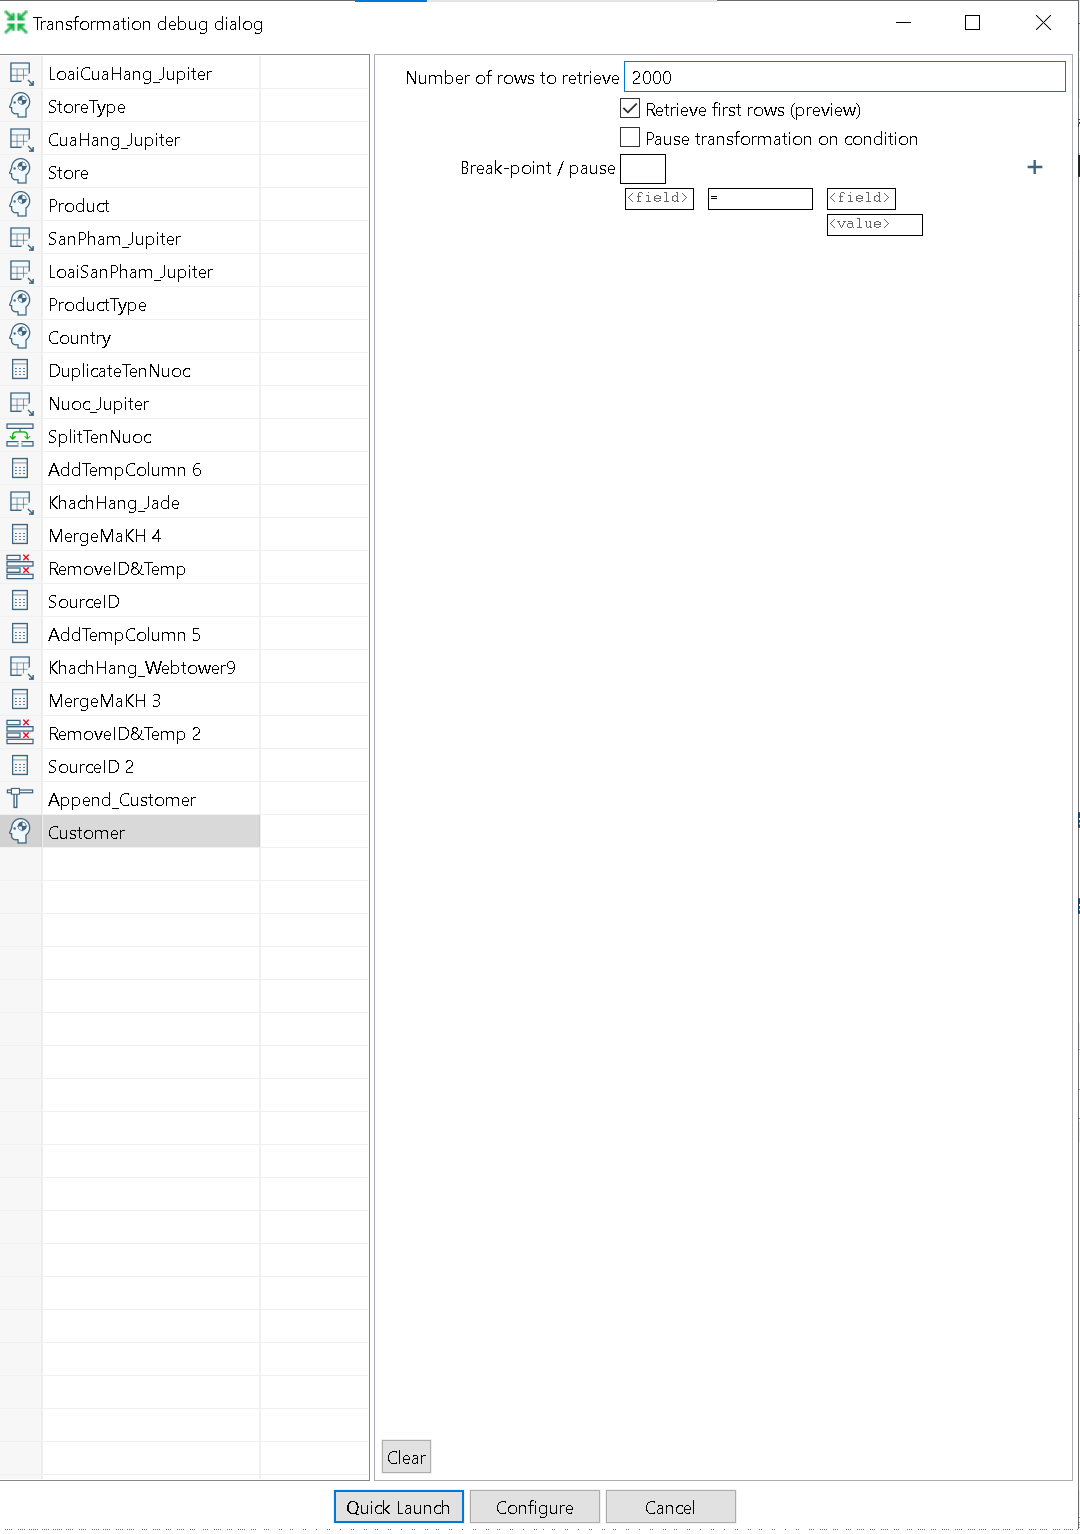 Transformation debug dialog
LoaiCuaHang_Jupiter
StoreType
CuaHang_Jupiter
Store
Product
SanPham_Jupiter
LoaiSanPham_Jupiter
ProductType
Country
DuplicateTenNuoc
Nuoc_Jupiter
SplitTenNuoc
AddTempColumn 6
KhachHang_Jade
MergeMaKH 4
RemoveID&Temp
SourceID
AddTempColumn 5
KhachHang_Webtower9
MergeMaKH 3
RemoveID&Temp 2
SourceID 2
Append_Customer
Customer
Number of rows to retrieve 2000
Retrieve first rows (preview)
Pause transformation on condition
Break-point / pause +
<field> = <field>
<value>
Clear
Quick Launch Configure Cancel